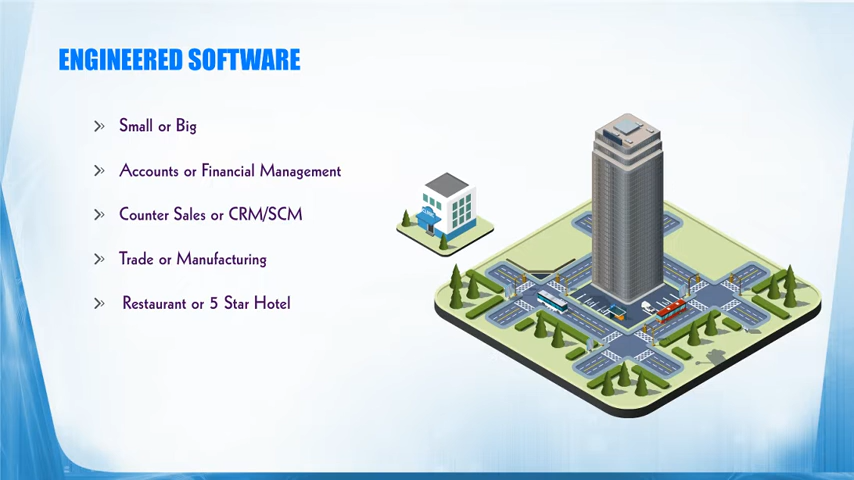 ENGINEERED SOFTWARE
Small or Big
Accounts or Financial Management
Counter Sales or CRM/SCM
Trade or Manufacturing
Restaurant or 5 Star Hotel